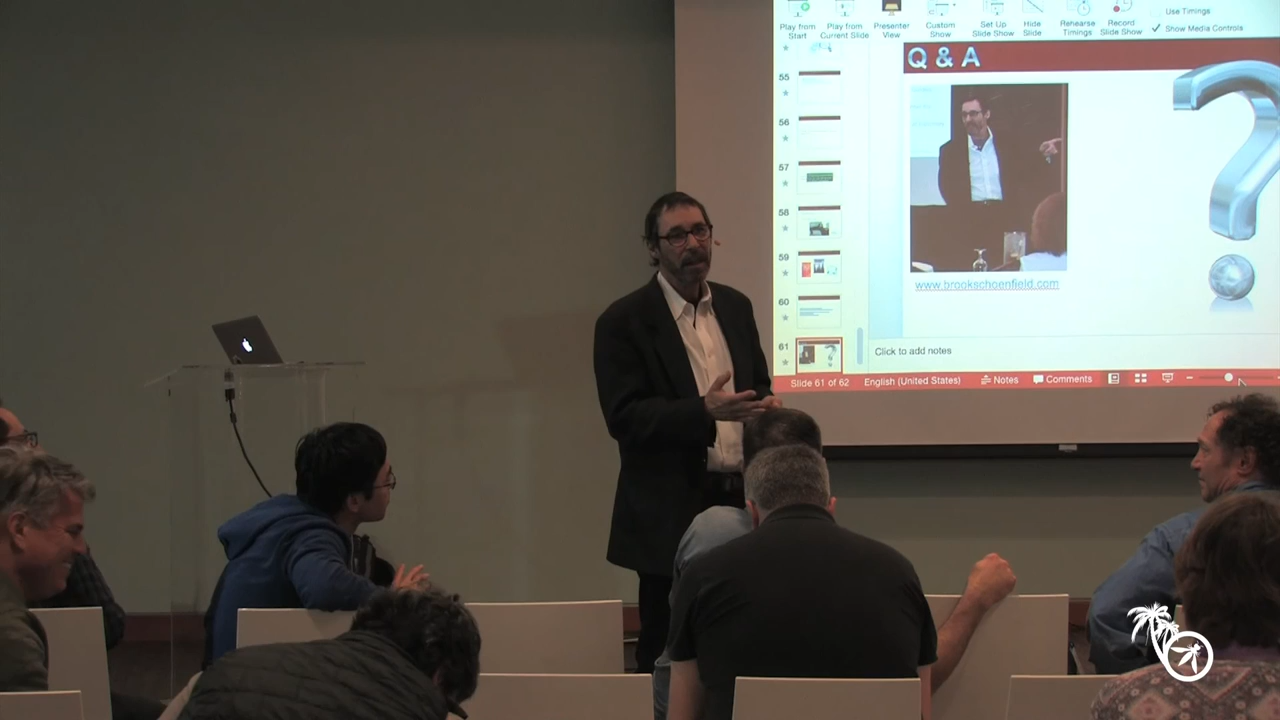 Play from Start
Play from Current Slide
Presenter View
Custom Show
Set Up Slide Show
Hide Slide
Rehearse Timings
Record Slide Show
Use Timings
Show Media Controls
Q & A
55
56
57
58
59
60
61
www.brookschoenfield.com
Click to add notes
Slide 61 of 62
English (United States)
Notes
Comments